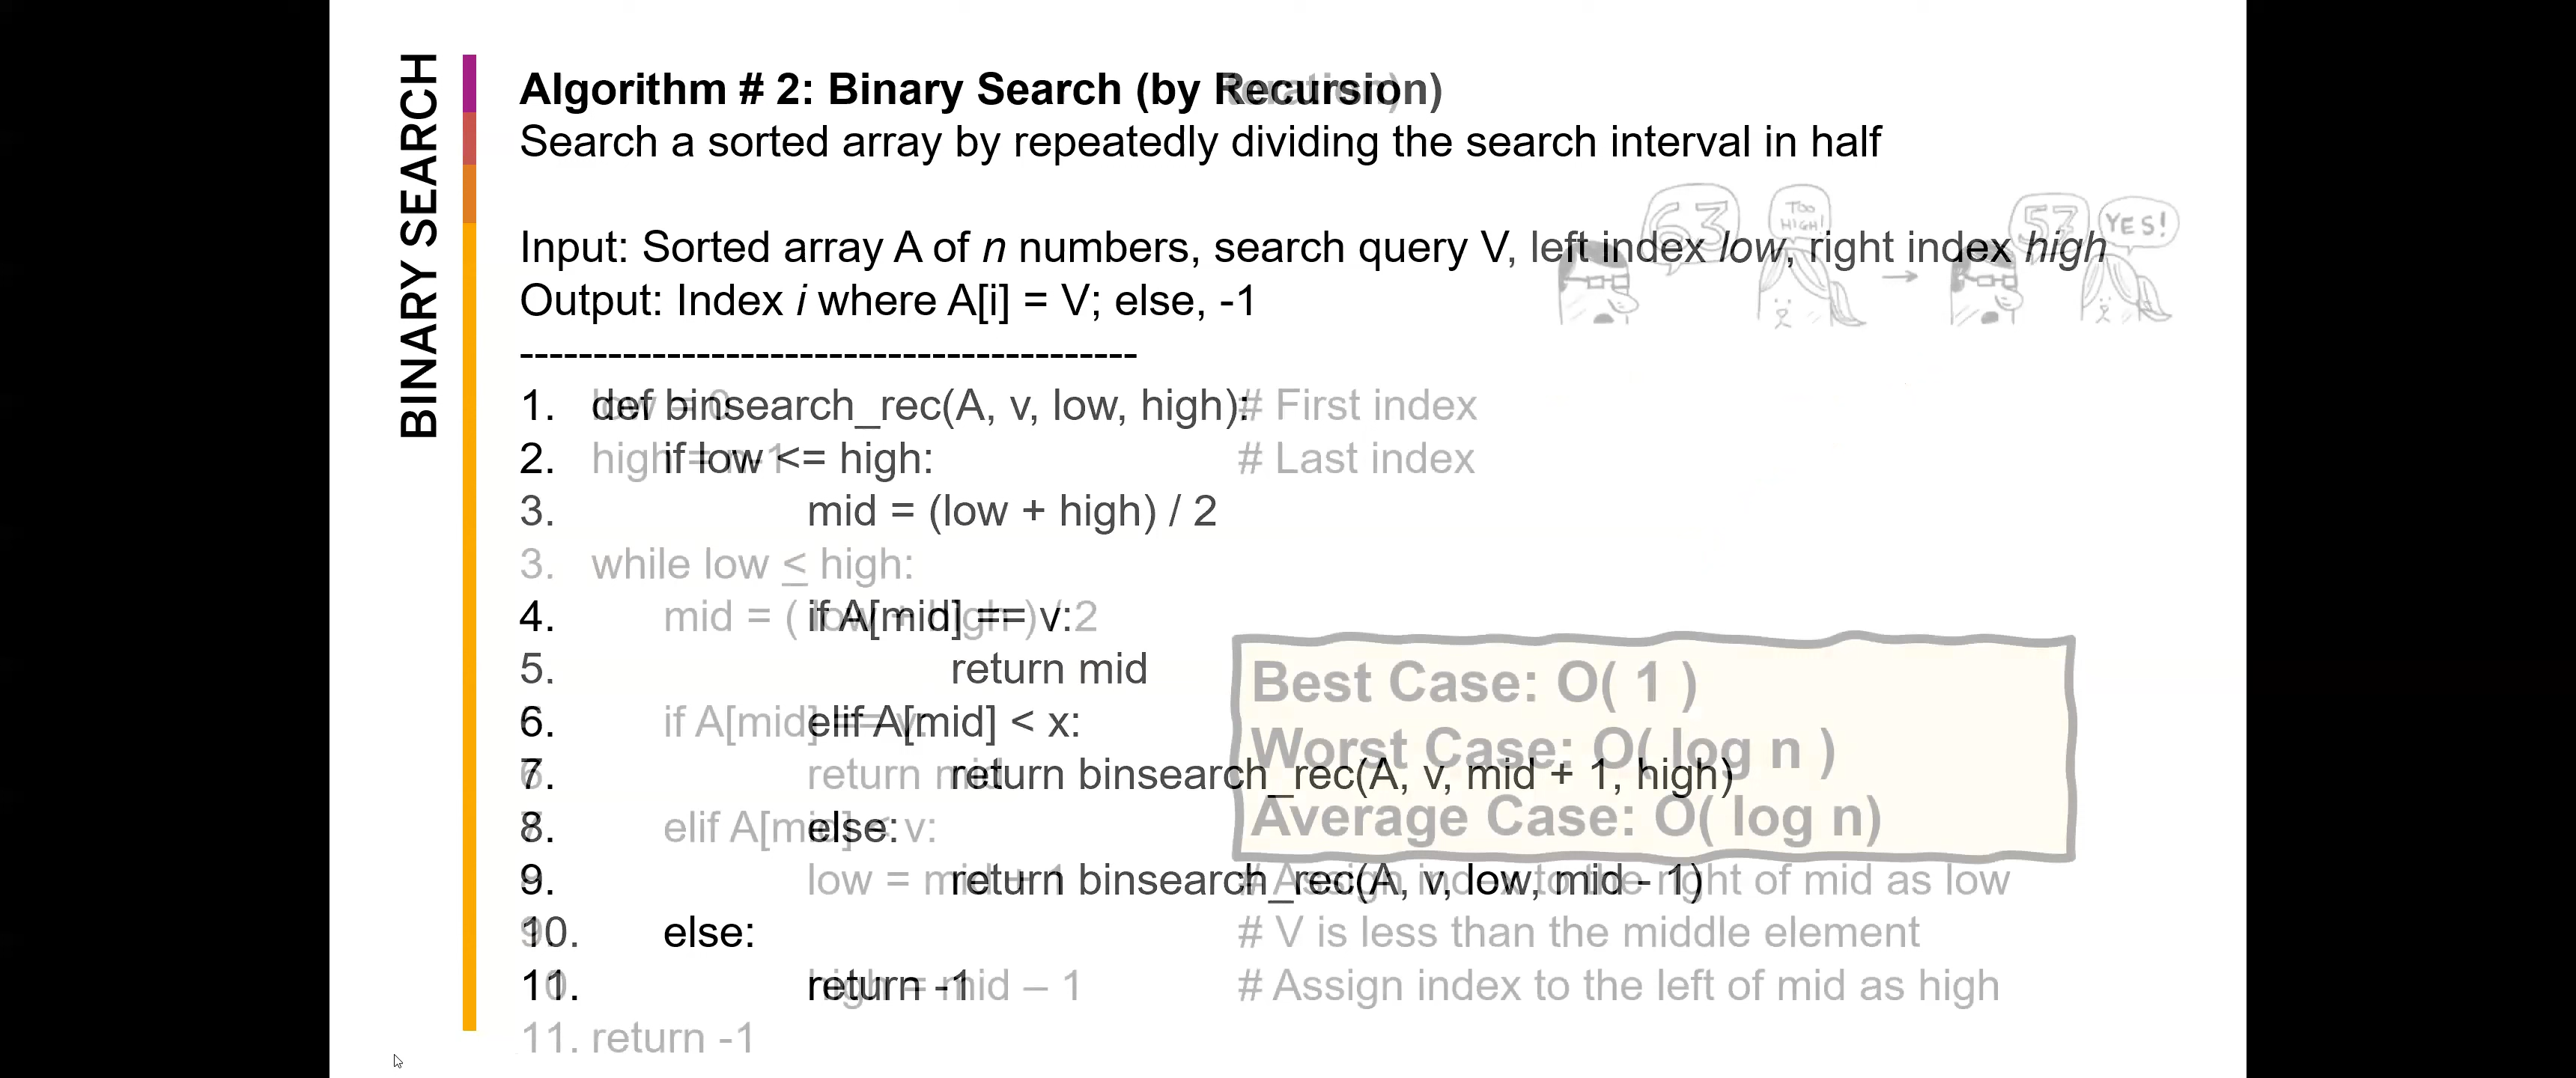 BINARY SEARCH
Algorithm # 2: Binary Search (by Recursion)
Search a sorted array by repeatedly dividing the search interval in half
63
TOO HIGH!
57
YES!
Input: Sorted array A of n numbers, search query V, left index low, right index high
Output: Index i where A[i] = V; else, -1
------------------------------------------
1. def binsearch_rec(A, v, low, high): # First index
2. if low <= high: # Last index
3. mid = (low + high) / 2
3. while low ≤ high:
4. if A[mid] == v:
5. return mid
6. elif A[mid] < x:
7. return binsearch_rec(A, v, mid + 1, high)
8. else:
9. return binsearch_rec(A, v, low, mid - 1)
10. else: # V is less than the middle element
11. return -1 # Assign index to the left of mid as high
11. return -1
Best Case: O( 1 )
Worst Case: O( log n )
Average Case: O( log n)